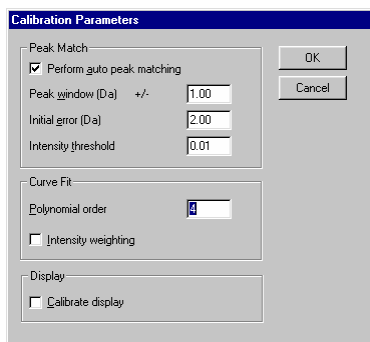 Calibration Parameters
Peak Match
Perform auto peak matching
Peak window (Da) +/- 1.00
Initial error (Da) 2.00
Intensity threshold 0.01
OK
Cancel
Curve Fit
Polynomial order 4
Intensity weighting
Display
Calibrate display